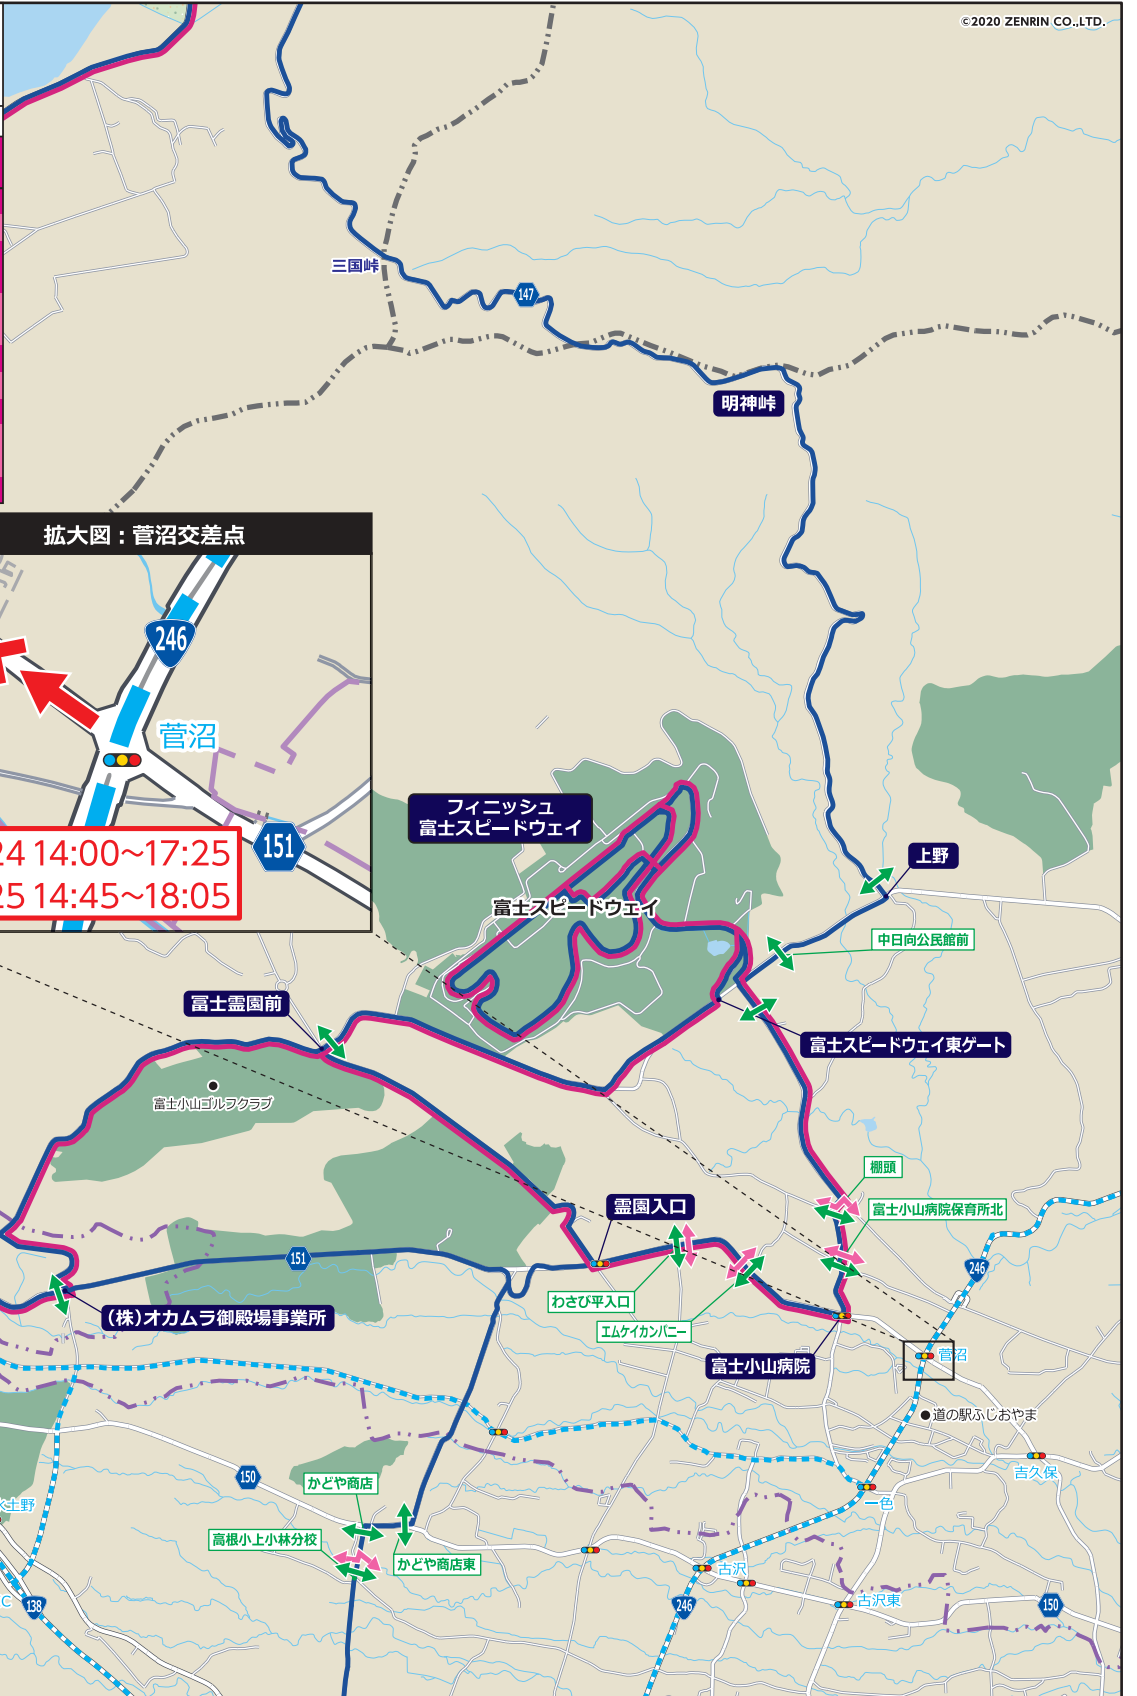 ©2020 ZENRIN CO.,LTD.
三国峠
147
明神峠
拡大図：菅沼交差点
246
菅沼
24 14:00～17:25
25 14:45～18:05
151
フィニッシュ
富士スピードウェイ
上野
富士スピードウェイ
中日向公民館前
富士霊園前
富士スピードウェイ東ゲート
富士小山ゴルフクラブ
棚頭
霊園入口
富士小山病院保育所北
151
246
わさび平入口
(株)オカムラ御殿場事業所
エムケイカンパニー
菅沼
富士小山病院
道の駅ふじおやま
吉久保
150
かどや商店
一色
水土野
高根小上小林分校
かどや商店東
古沢
古沢東
C
138
246
150